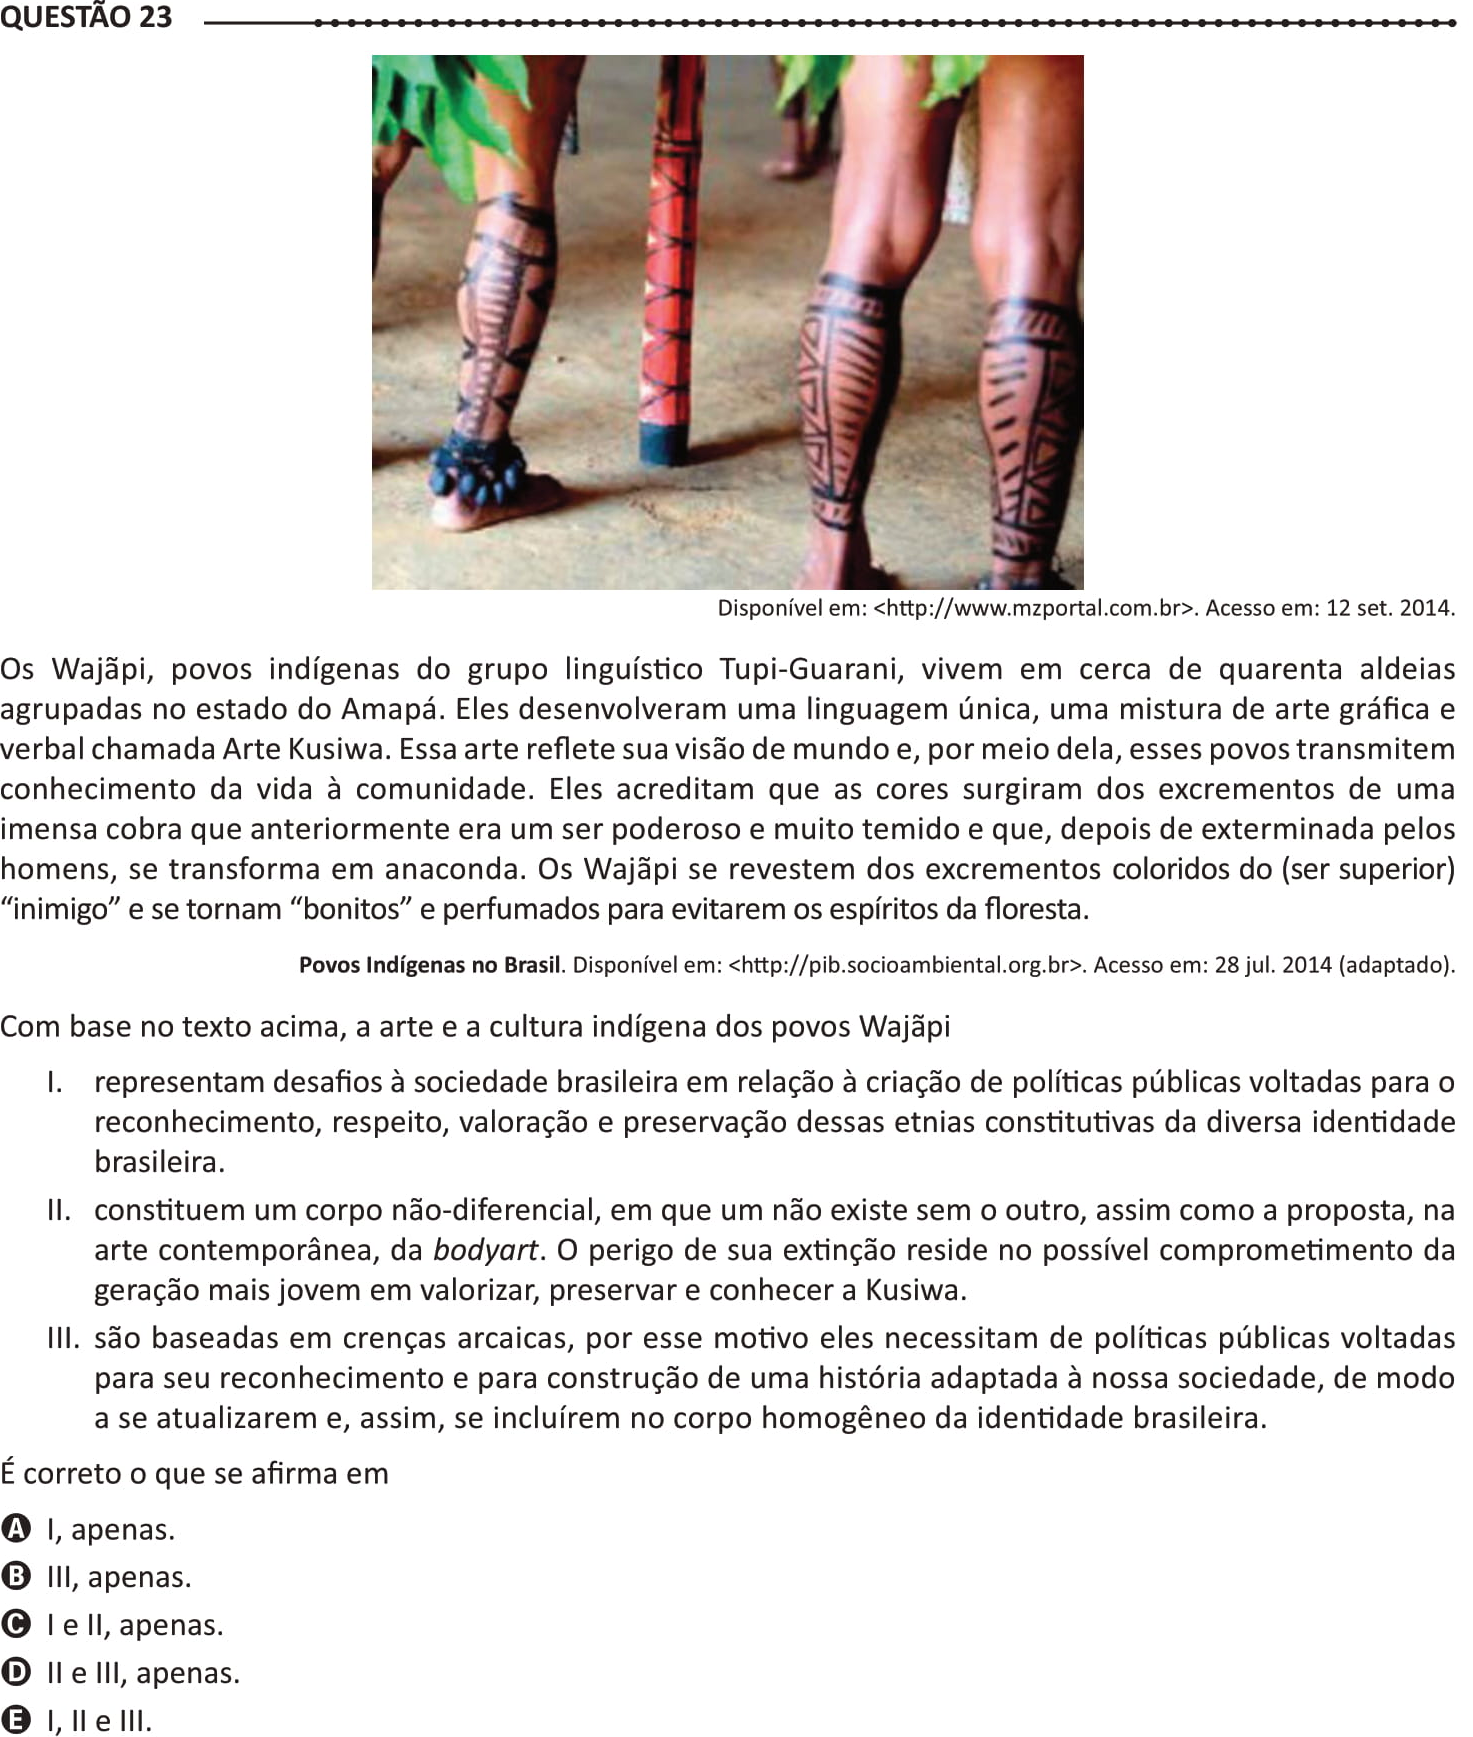 QUESTÃO 23
Disponível em: <http://www.mzportal.com.br>. Acesso em: 12 set. 2014.
Os Wajãpi, povos indígenas do grupo linguístico Tupi-Guarani, vivem em cerca de quarenta aldeias
agrupadas no estado do Amapá. Eles desenvolveram uma linguagem única, uma mistura de arte gráfica e
verbal chamada Arte Kusiwa. Essa arte reflete sua visão de mundo e, por meio dela, esses povos transmitem
conhecimento da vida à comunidade. Eles acreditam que as cores surgiram dos excrementos de uma
imensa cobra que anteriormente era um ser poderoso e muito temido e que, depois de exterminada pelos
homens, se transforma em anaconda. Os Wajãpi se revestem dos excrementos coloridos do (ser superior)
“inimigo” e se tornam “bonitos” e perfumados para evitarem os espíritos da floresta.
Povos Indígenas no Brasil. Disponível em: <http://pib.socioambiental.org.br>. Acesso em: 28 jul. 2014 (adaptado).
Com base no texto acima, a arte e a cultura indígena dos povos Wajãpi
I. representam desafios à sociedade brasileira em relação à criação de políticas públicas voltadas para o
reconhecimento, respeito, valoração e preservação dessas etnias constitutivas da diversa identidade
brasileira.
II. constituem um corpo não-diferencial, em que um não existe sem o outro, assim como a proposta, na
arte contemporânea, da bodyart. O perigo de sua extinção reside no possível comprometimento da
geração mais jovem em valorizar, preservar e conhecer a Kusiwa.
III. são baseadas em crenças arcaicas, por esse motivo eles necessitam de políticas públicas voltadas
para seu reconhecimento e para construção de uma história adaptada à nossa sociedade, de modo
a se atualizarem e, assim, se incluírem no corpo homogêneo da identidade brasileira.
É correto o que se afirma em
A I, apenas.
B III, apenas.
C I e II, apenas.
D II e III, apenas.
E I, II e III.